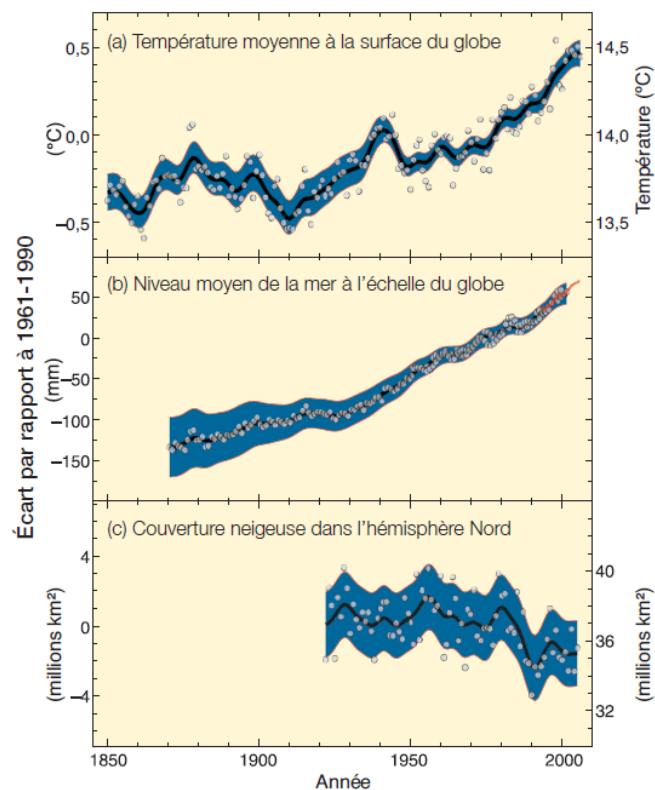 (a) Température moyenne à la surface du globe
0,5
0,0
–0,5
(°C)
14,5
14,0
13,5
Température (°C)
Écart par rapport à 1961-1990
(b) Niveau moyen de la mer à l'échelle du globe
50
0
–50
–100
–150
(mm)
(c) Couverture neigeuse dans l'hémisphère Nord
4
0
–4
(millions km²)
40
36
32
(millions km²)
1850
1900
1950
2000
Année